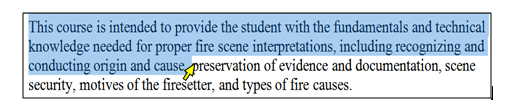 This course is intended to provide the student with the fundamentals and technical
knowledge needed for proper fire scene interpretations, including recognizing and
conducting origin and cause, preservation of evidence and documentation, scene
security, motives of the firesetter, and types of fire causes.